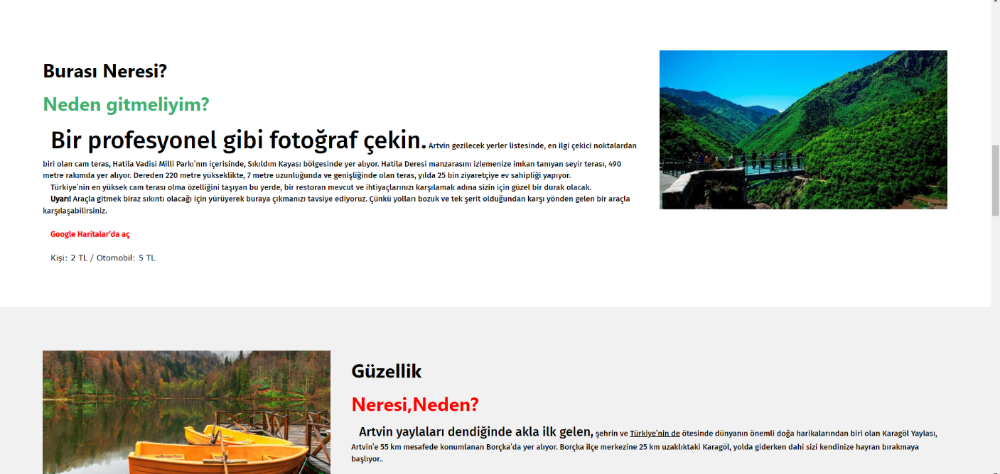 Burası Neresi?
Neden gitmeliyim?
Bir profesyonel gibi fotoğraf çekin. Artvin gezilecek yerler listesinde, en ilgi çekici noktalardan
biri olan cam teras, Hatila Vadisi Milli Parkı'nın içerisinde, Sıkıldım Kayası bölgesinde yer alıyor. Hatila Deresi manzarasını izlemenize imkan tanıyan seyir terası, 490
metre rakımda yer alıyor. Dereden 220 metre yükseklikte, 7 metre uzunluğunda ve genişliğinde olan teras, yılda 25 bin ziyaretçiye ev sahipliği yapıyor.
Türkiye'nin en yüksek cam terası olma özelliğini taşıyan bu yerde, bir restoran mevcut ve ihtiyaçlarınızı karşılamak adına sizin için güzel bir durak olacak.
Uyarı! Araçla gitmek biraz sıkıntı olacağı için yürüyerek buraya çıkmanızı tavsiye ediyoruz. Çünkü yolları bozuk ve tek şerit olduğundan karşı yönden gelen bir araçla
karşılaşabilirsiniz.
Google Haritalar'da aç
Kişi: 2 TL / Otomobil: 5 TL
Güzellik
Neresi,Neden?
Artvin yaylaları dendiğinde akla ilk gelen, şehrin ve Türkiye'nin de ötesinde dünyanın önemli doğa harikalarından biri olan Karagöl Yaylası,
Artvin'e 55 km mesafede konumlanan Borçka'da yer alıyor. Borçka ilçe merkezine 25 km uzaklıktaki Karagöl, yolda giderken dahi sizi kendinize hayran bırakmaya
başlıyor..